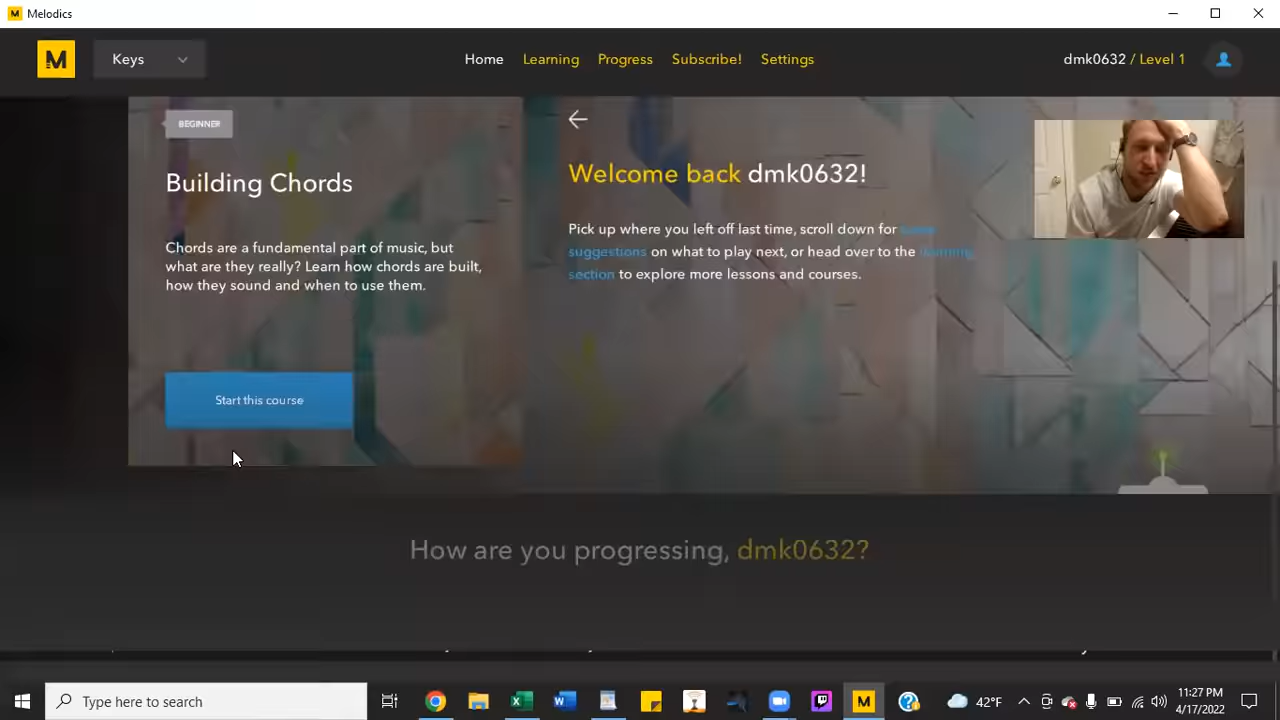 Melodics
M
Keys
Home
Learning
Progress
Subscribe!
Settings
dmk0632 / Level 1
BEGINNER
Building Chords
Chords are a fundamental part of music, but
what are they really? Learn how chords are built,
how they sound and when to use them.
Start this course
Welcome back dmk0632!
Pick up where you left off last time, scroll down for
suggestions on what to play next, or head over to the
section to explore more lessons and courses.
How are you progressing, dmk0632?
Type here to search
42°F
11:27 PM
4/17/2022